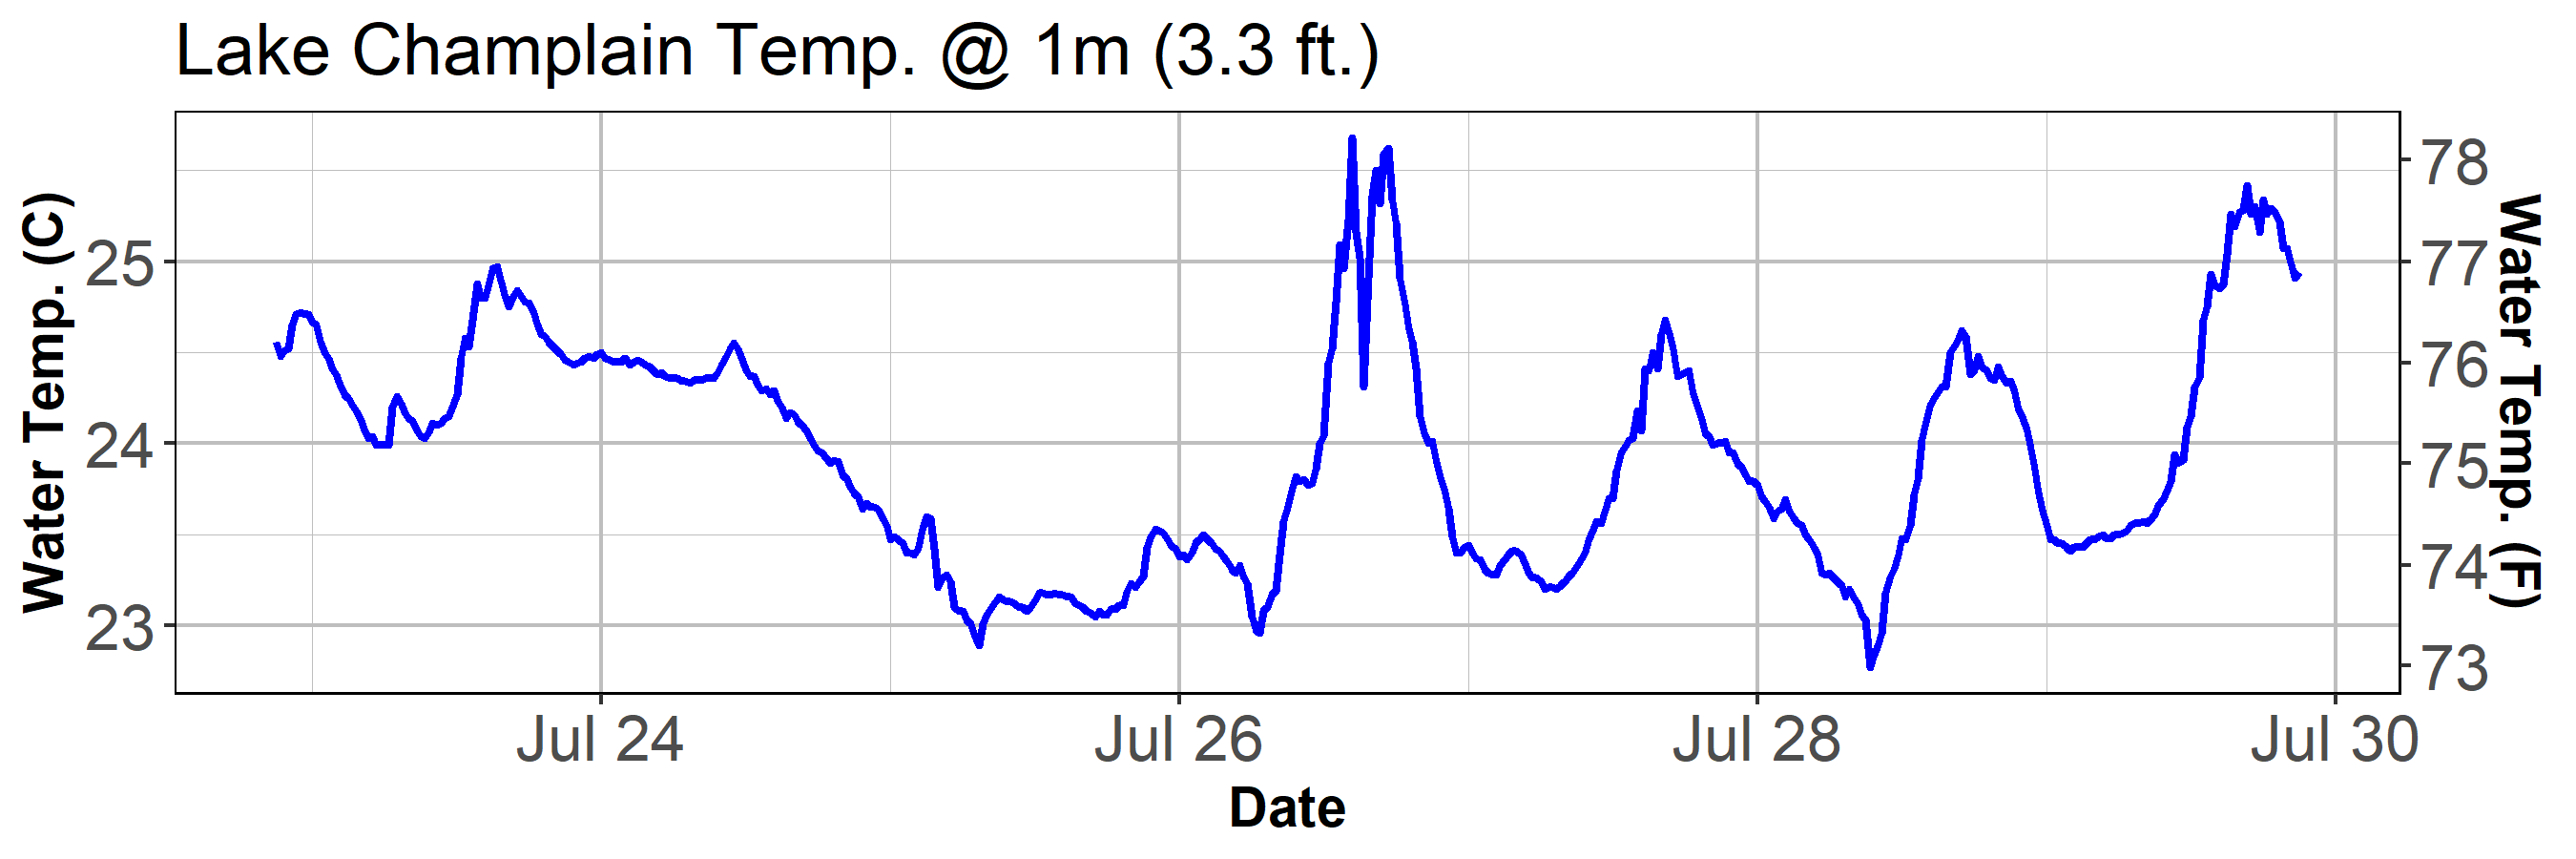 Lake Champlain Temp. @ 1m (3.3 ft.)
Water Temp. (C)
25
24
23
78
77
76
75
74
73
Water Temp. (F)
Jul 24
Jul 26
Jul 28
Jul 30
Date